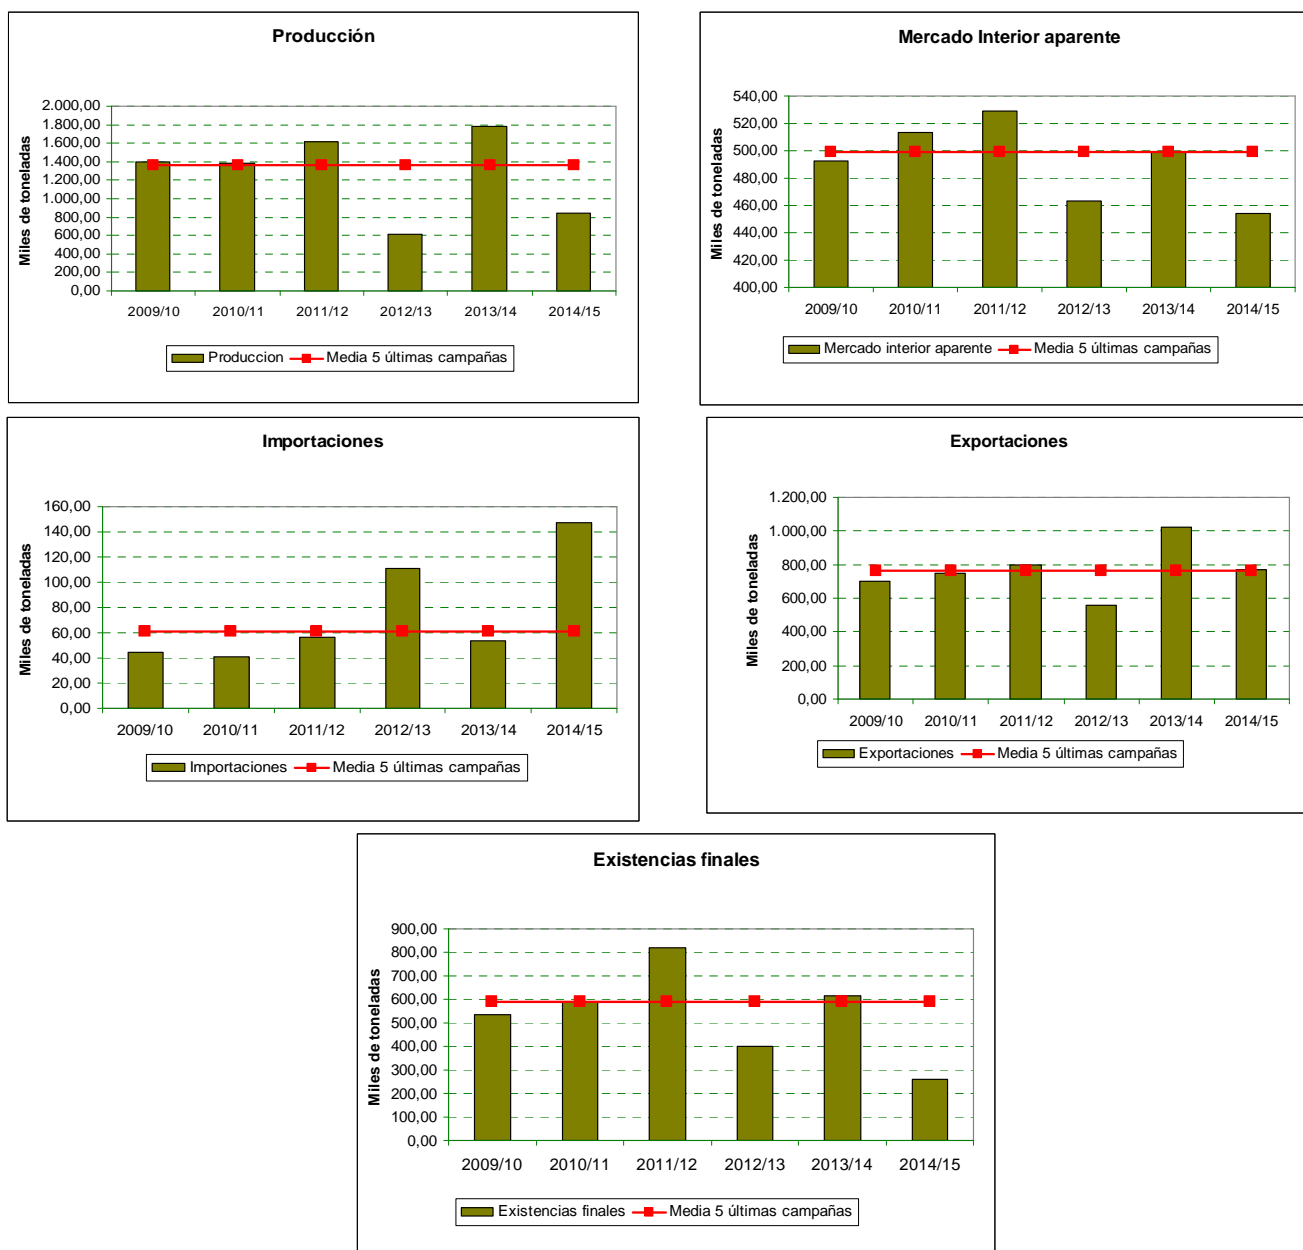 Producción
Miles de toneladas
2.000,00
1.800,00
1.600,00
1.400,00
1.200,00
1.000,00
800,00
600,00
400,00
200,00
0,00
2009/10 2010/11 2011/12 2012/13 2013/14 2014/15
Produccion Media 5 últimas campañas
Mercado Interior aparente
Miles de toneladas
540,00
520,00
500,00
480,00
460,00
440,00
420,00
400,00
2009/10 2010/11 2011/12 2012/13 2013/14 2014/15
Mercado interior aparente Media 5 últimas campañas
Importaciones
Miles de toneladas
160,00
140,00
120,00
100,00
80,00
60,00
40,00
20,00
0,00
2009/10 2010/11 2011/12 2012/13 2013/14 2014/15
Importaciones Media 5 últimas campañas
Exportaciones
Miles de toneladas
1.200,00
1.000,00
800,00
600,00
400,00
200,00
0,00
2009/10 2010/11 2011/12 2012/13 2013/14 2014/15
Exportaciones Media 5 últimas campañas
Existencias finales
Miles de toneladas
900,00
800,00
700,00
600,00
500,00
400,00
300,00
200,00
100,00
0,00
2009/10 2010/11 2011/12 2012/13 2013/14 2014/15
Existencias finales Media 5 últimas campañas